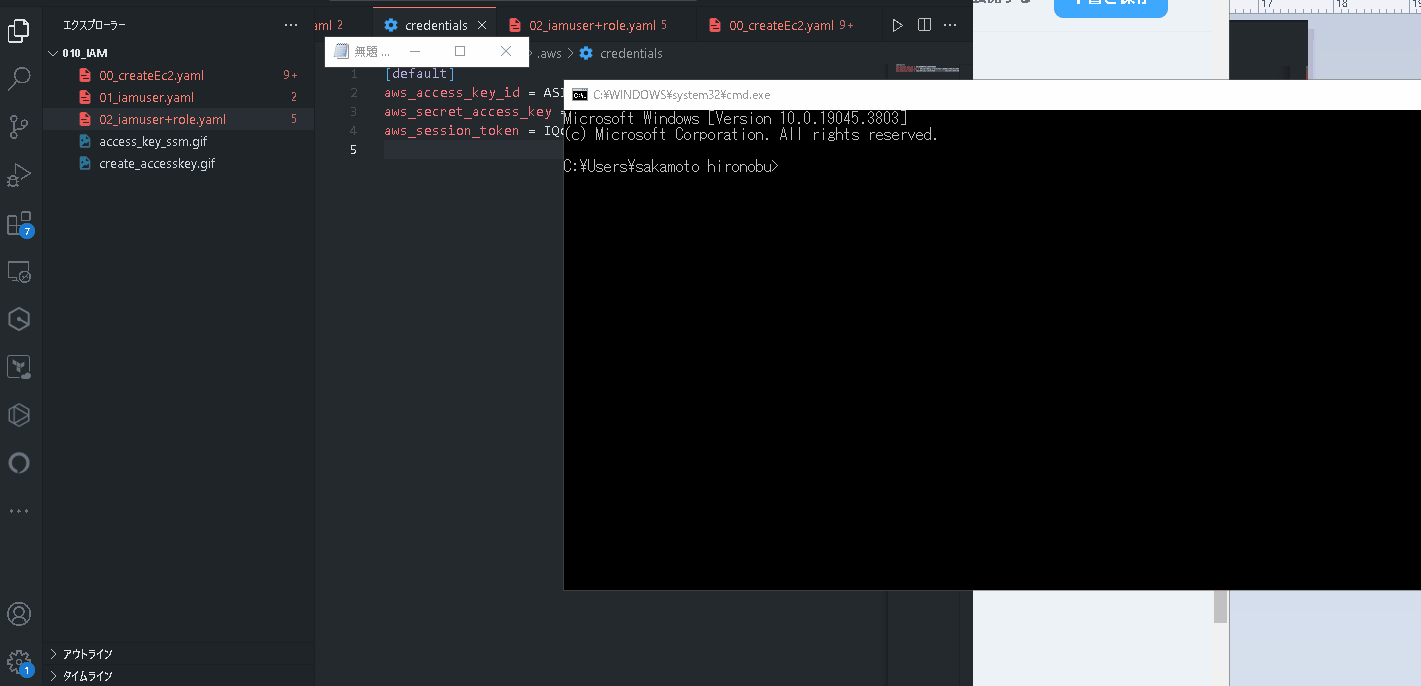 エクスプローラー
010_IAM
00_createEc2.yaml 9+
01_iamuser.yaml 2
02_iamuser+role.yaml 5
access_key_ssm.gif
create_accesskey.gif
アウトライン
タイムライン
7
1
aml 2
credentials
02_iamuser+role.yaml 5
00_createEc2.yaml 9+
無題 ...
.aws > credentials
1 [default]
2 aws_access_key_id = ASI
3 aws_secret_access_key
4 aws_session_token = IQ
5
C:¥WINDOWS¥system32¥cmd.exe
Microsoft Windows [Version 10.0.19045.3803]
(c) Microsoft Corporation. All rights reserved.
C:¥Users¥sakamoto hironobu>
17
18